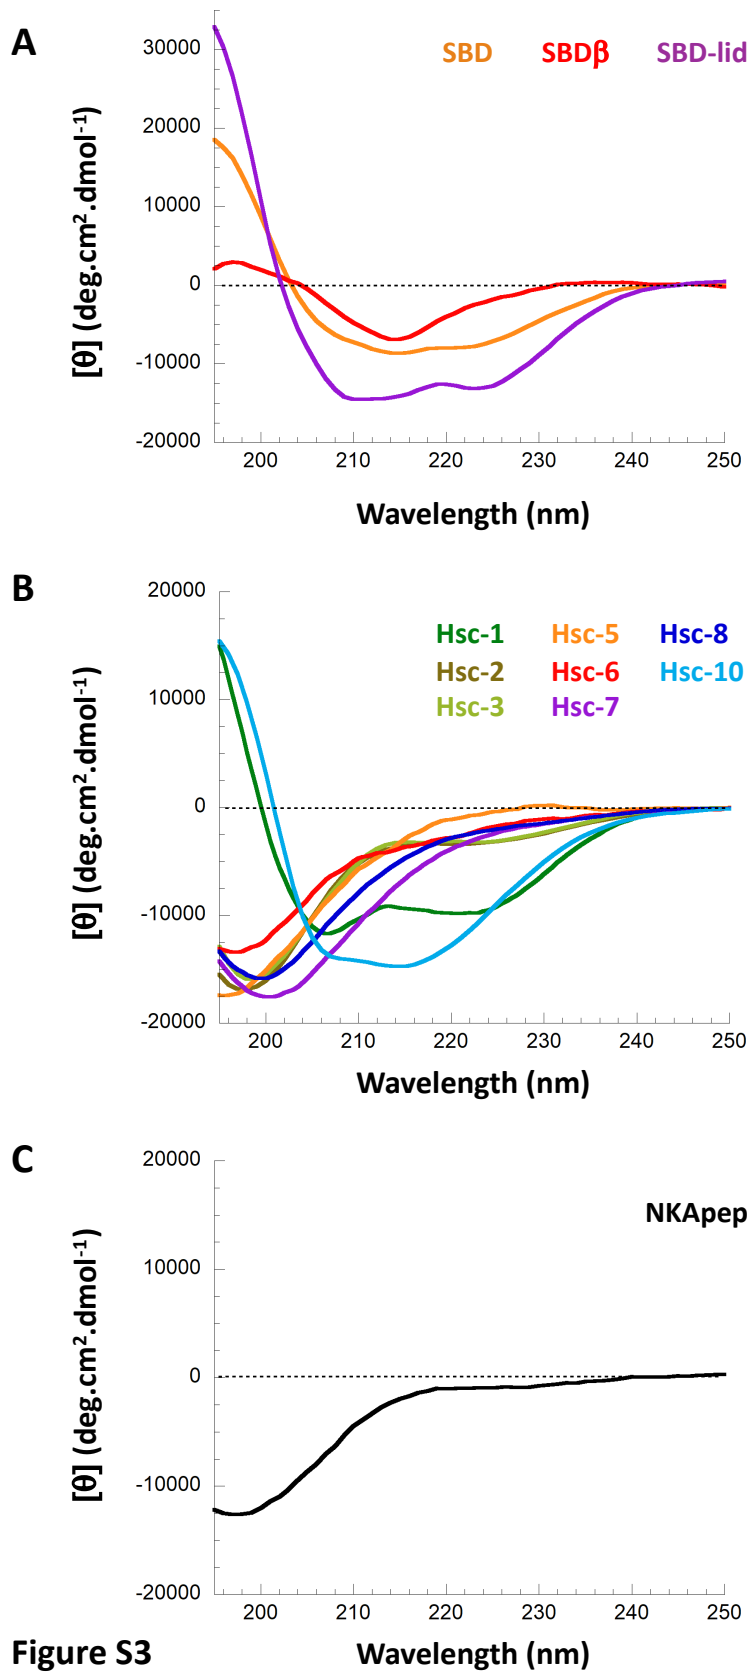 A
SBD SBDβ SBD-lid
30000
20000
10000
0
-10000
-20000
[θ] (deg.cm².dmol⁻¹)
200 210 220 230 240 250
Wavelength (nm)
B
20000
10000
0
-10000
-20000
[θ] (deg.cm².dmol⁻¹)
Hsc-1 Hsc-5 Hsc-8
Hsc-2 Hsc-6 Hsc-10
Hsc-3 Hsc-7
200 210 220 230 240 250
Wavelength (nm)
C
20000
10000
0
-10000
-20000
[θ] (deg.cm².dmol⁻¹)
NKApep
200 210 220 230 240 250
Wavelength (nm)
Figure S3